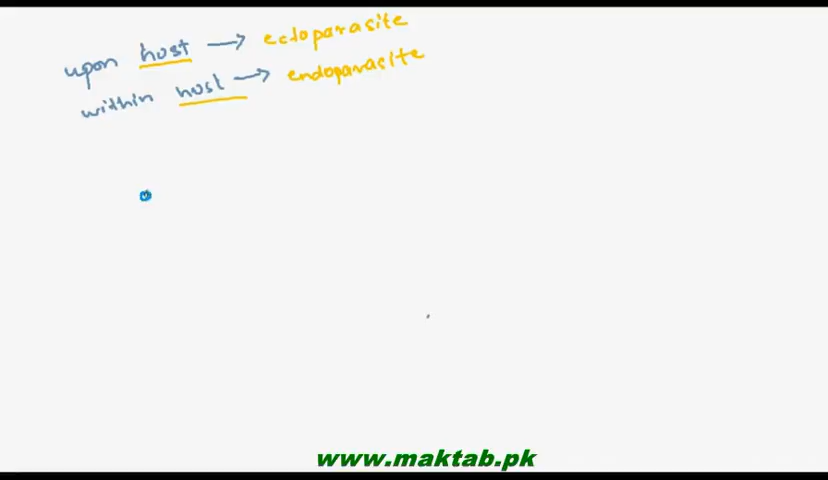 upon host → ectoparasite
within host → endoparasite
www.maktab.pk